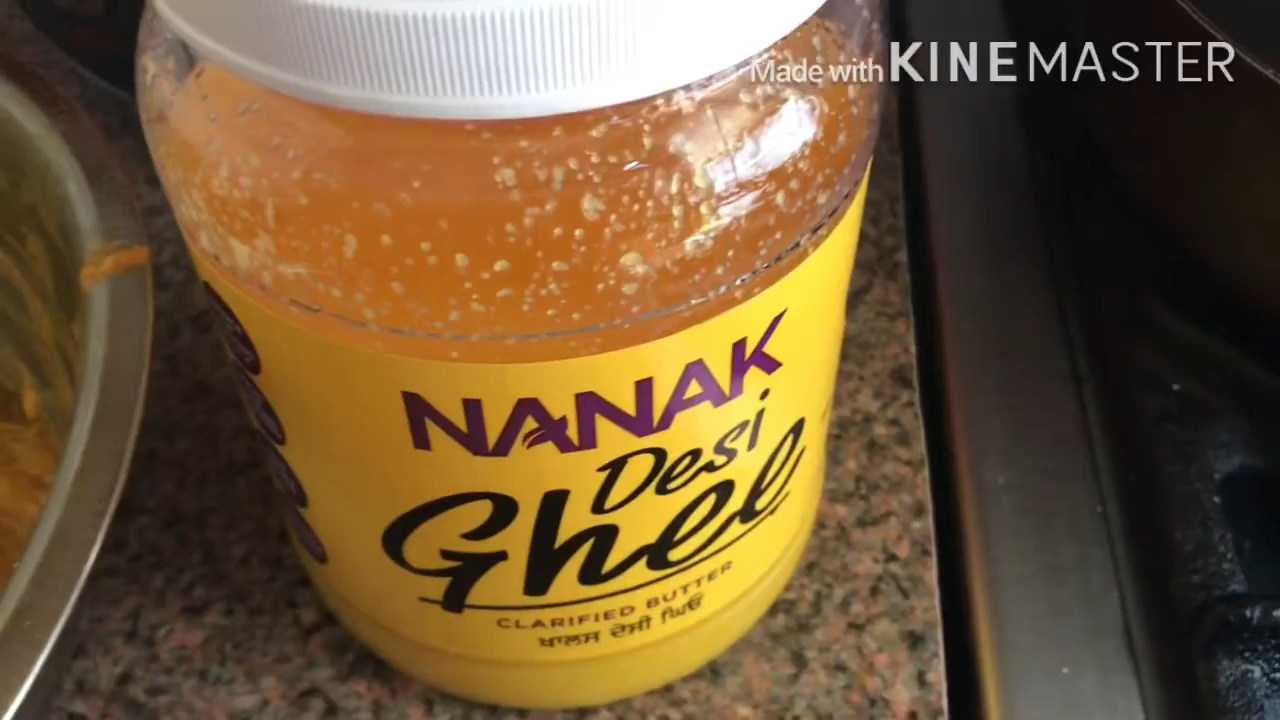 Made with KINEMASTER
NANAK
Desi
Ghee
CLARIFIED BUTTER
ਖਾਲਸ ਦੇਸੀ ਘਿਓ